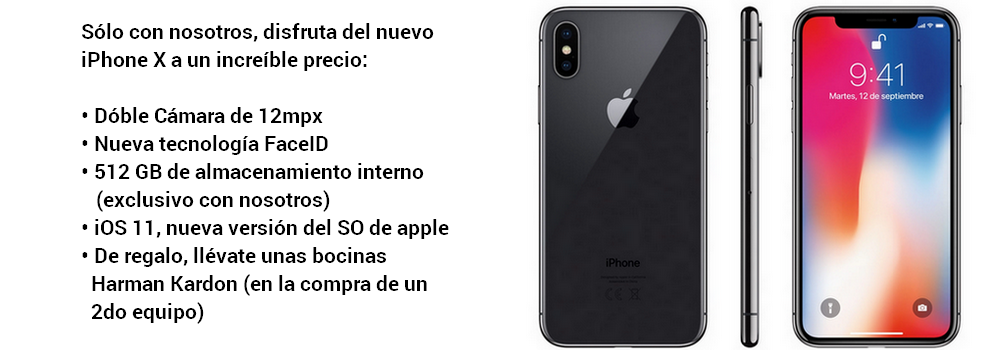 Sólo con nosotros, disfruta del nuevo
iPhone X a un increíble precio:
• Dóble Cámara de 12mpx
• Nueva tecnología FaceID
• 512 GB de almacenamiento interno
(exclusivo con nosotros)
• iOS 11, nueva versión del SO de apple
• De regalo, llévate unas bocinas
Harman Kardon (en la compra de un
2do equipo)
iPhone
9:41
Martes, 12 de septiembre